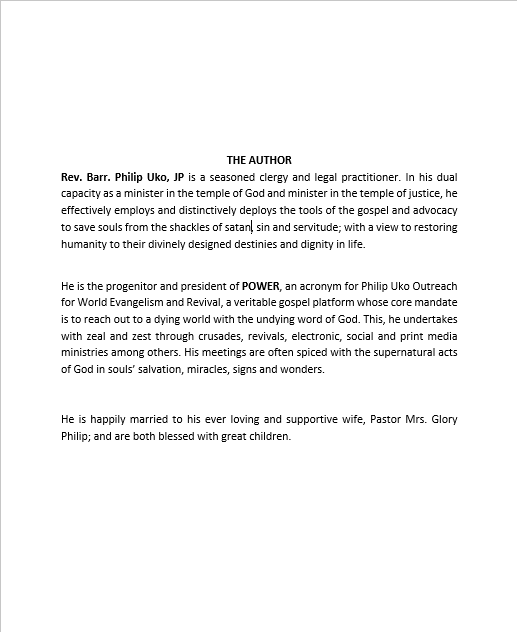 THE AUTHOR
Rev. Barr. Philip Uko, JP is a seasoned clergy and legal practitioner. In his dual
capacity as a minister in the temple of God and minister in the temple of justice, he
effectively employs and distinctively deploys the tools of the gospel and advocacy
to save souls from the shackles of satan, sin and servitude; with a view to restoring
humanity to their divinely designed destinies and dignity in life.
He is the progenitor and president of POWER, an acronym for Philip Uko Outreach
for World Evangelism and Revival, a veritable gospel platform whose core mandate
is to reach out to a dying world with the undying word of God. This, he undertakes
with zeal and zest through crusades, revivals, electronic, social and print media
ministries among others. His meetings are often spiced with the supernatural acts
of God in souls’ salvation, miracles, signs and wonders.
He is happily married to his ever loving and supportive wife, Pastor Mrs. Glory
Philip; and are both blessed with great children.